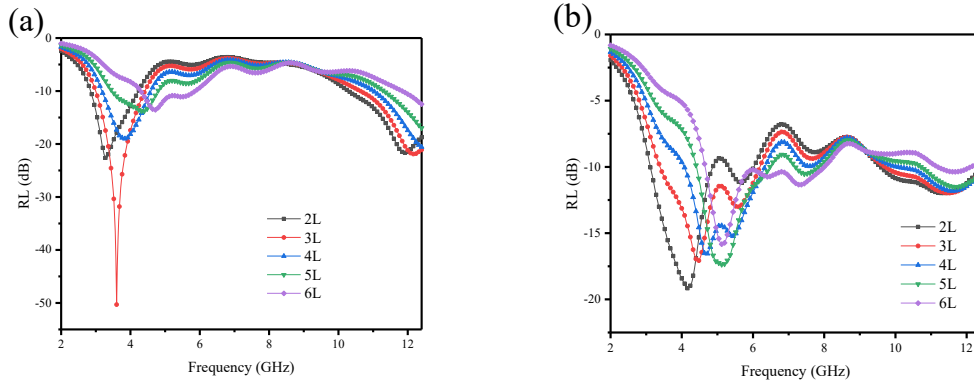 (a)
0
-10
-20
-30
-40
-50
RL (dB)
2L
3L
4L
5L
6L
2 4 6 8 10 12
Frequency (GHz)
(b)
0
-5
-10
-15
-20
RL (dB)
2L
3L
4L
5L
6L
2 4 6 8 10 12
Frequency (GHz)